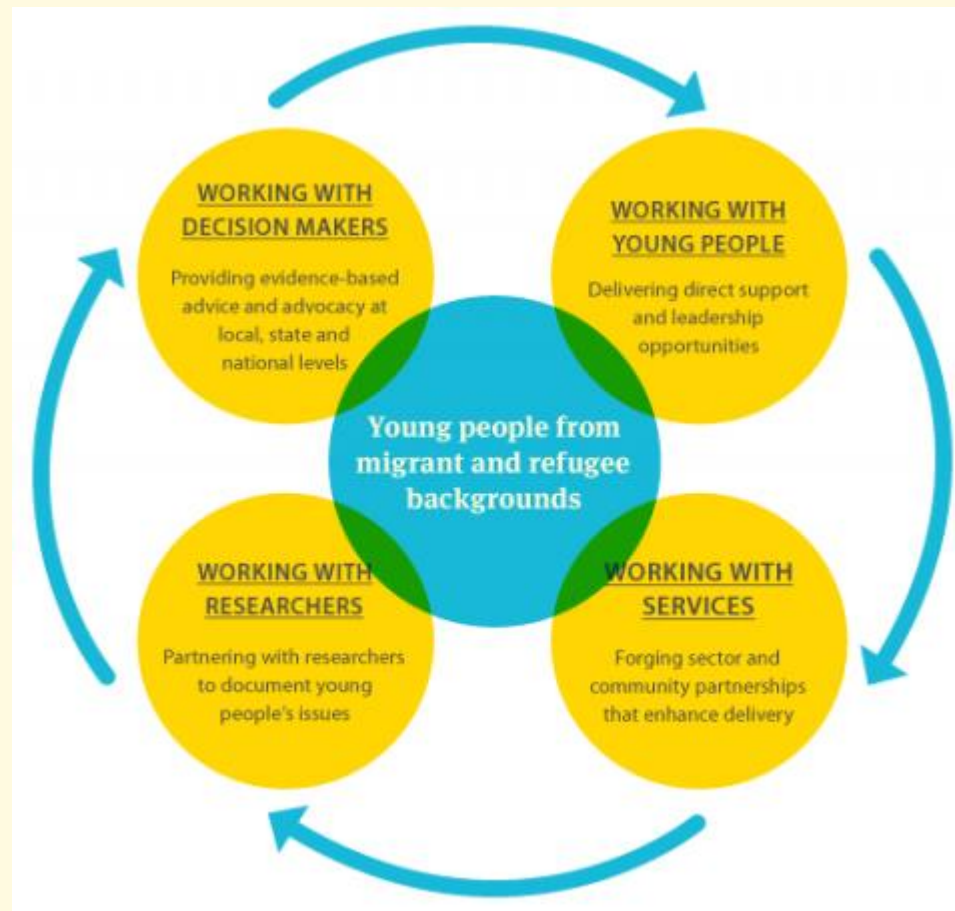 WORKING WITH
DECISION MAKERS
Providing evidence-based
advice and advocacy at
local, state and
national levels
WORKING WITH
YOUNG PEOPLE
Delivering direct support
and leadership
opportunities
Young people from
migrant and refugee
backgrounds
WORKING WITH
RESEARCHERS
Partnering with researchers
to document young
people's issues
WORKING WITH
SERVICES
Forging sector and
community partnerships
that enhance delivery